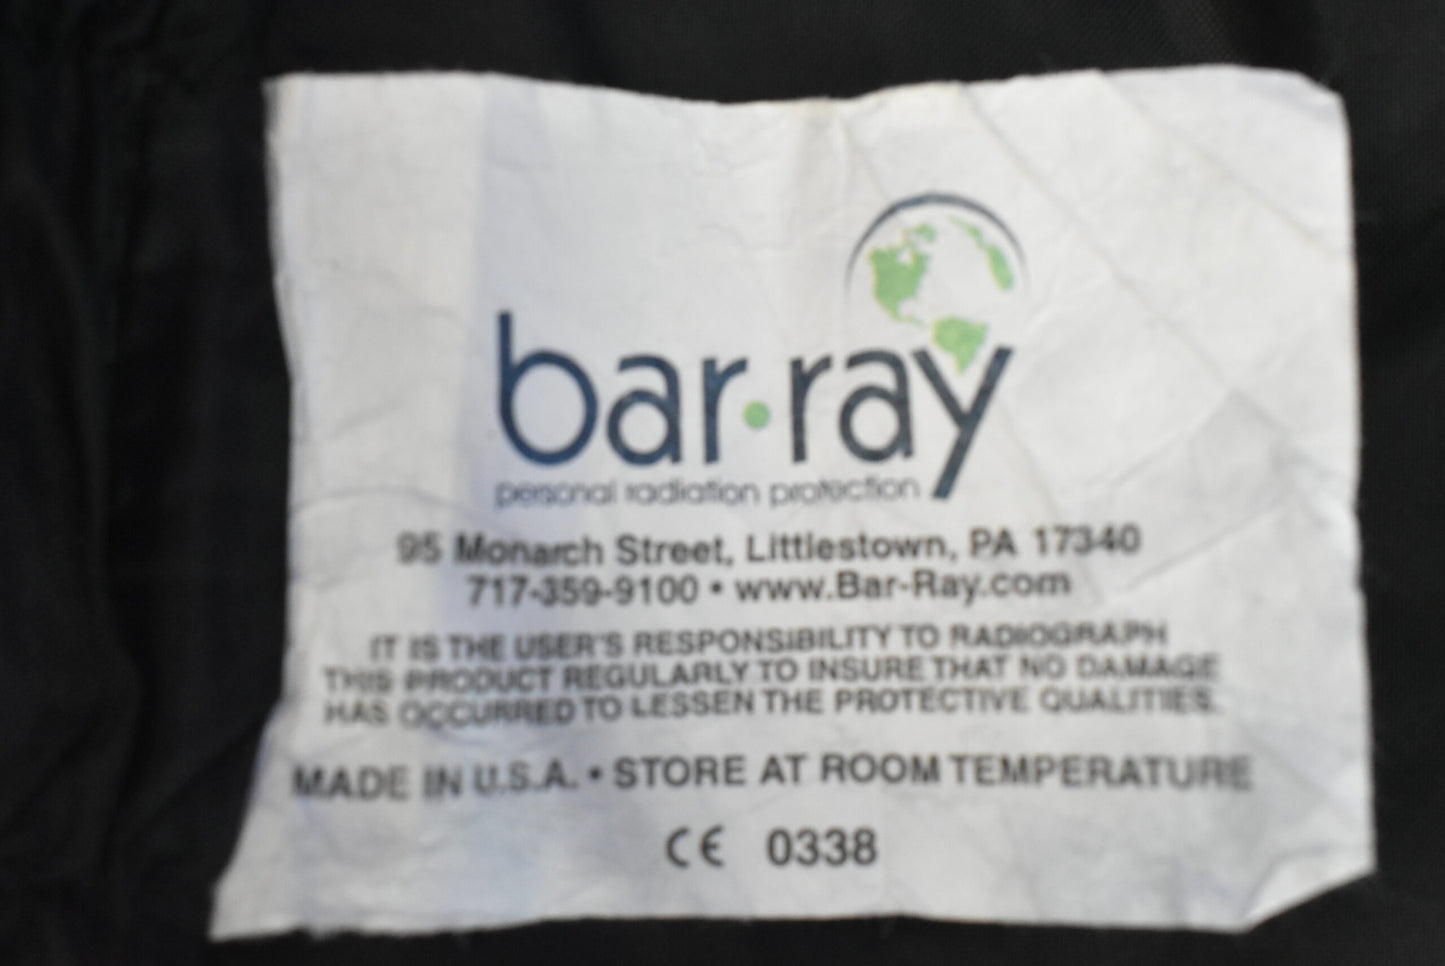 bar·ray
personal radiation protection
95 Monarch Street, Littlestown, PA 17340
717-359-9100 • www.Bar-Ray.com
IT IS THE USER'S RESPONSIBILITY TO RADIOGRAPH
THIS PRODUCT REGULARLY TO INSURE THAT NO DAMAGE
HAS OCCURRED TO LESSEN THE PROTECTIVE QUALITIES.
MADE IN U.S.A. • STORE AT ROOM TEMPERATURE
CE 0338